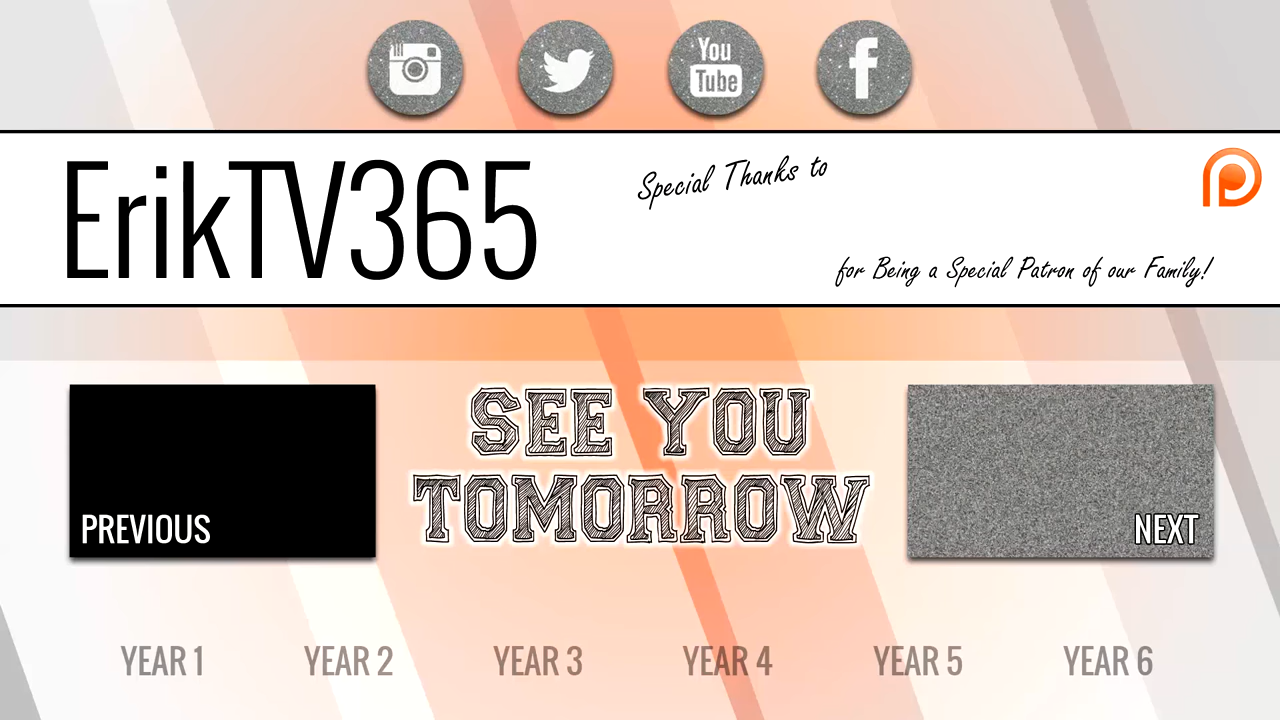 You
Tube
ErikTV365
Special Thanks to
for Being a Special Patron of our Family!
SEE YOU
TOMORROW
PREVIOUS
NEXT
YEAR 1
YEAR 2
YEAR 3
YEAR 4
YEAR 5
YEAR 6